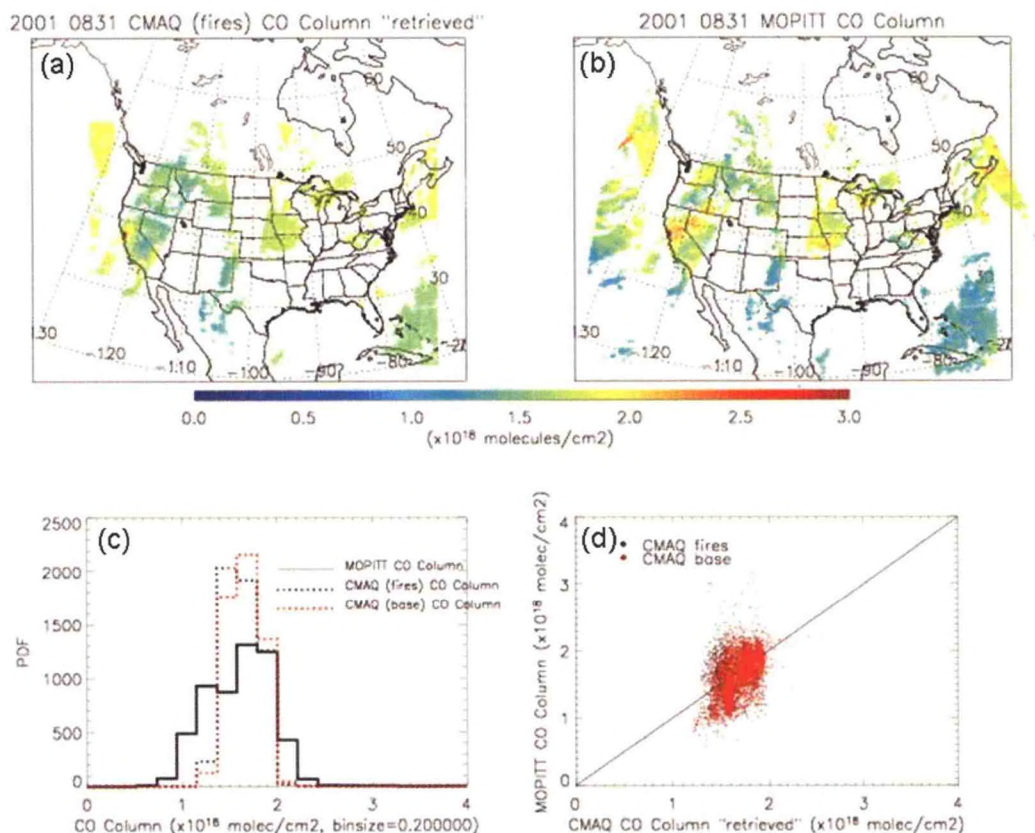 2001 0831 CMAQ (fires) CO Column "retrieved"
2001 0831 MOPITT CO Column
(a)
(b)
60
50
40
30
130
-120
-110
-100
-90
-80
60
50
40
30
130
-120
-110
-100
-90
-80
0.0 1.0 1.5 2.0 2.5 3.0
(x10¹⁸ molecules/cm2)
(c)
MOPITT CO Column
CMAQ (fires) CO Column
CMAQ (base) CO Column
PDF
2500
2000
1500
1000
500
0
0 1 2 3 4
CO Column (x10¹⁸ molec/cm2, binsize=0.200000)
(d)
CMAQ fires
CMAQ base
MOPITT CO Column (x10¹⁸ molec/cm2)
4
3
2
1
0
0 1 2 3 4
CMAQ CO Column "retrieved" (x10¹⁸ molec/cm2)